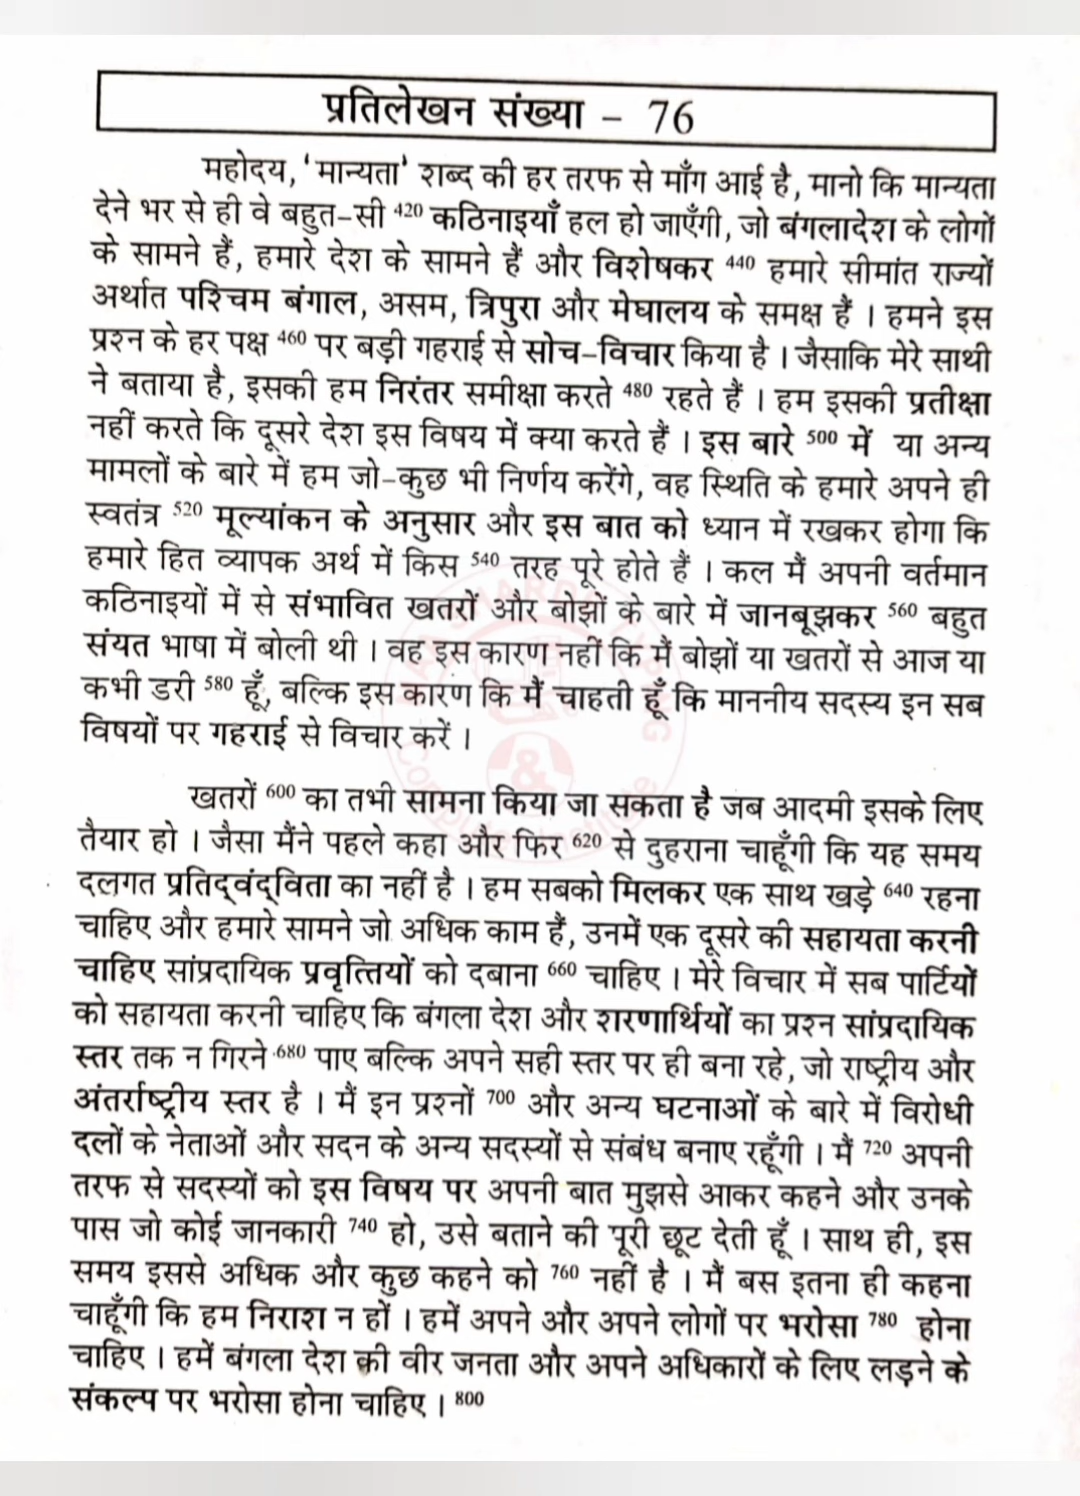 प्रतिलेखन संख्या – 76
महोदय, 'मान्यता' शब्द की हर तरफ से माँग आई है, मानो कि मान्यता
देने भर से ही वे बहुत-सी 420 कठिनाइयाँ हल हो जाएँगी, जो बंगलादेश के लोगों
के सामने हैं, हमारे देश के सामने हैं और विशेषकर 440 हमारे सीमांत राज्यों
अर्थात पश्चिम बंगाल, असम, त्रिपुरा और मेघालय के समक्ष हैं । हमने इस
प्रश्न के हर पक्ष 460 पर बड़ी गहराई से सोच-विचार किया है । जैसाकि मेरे साथी
ने बताया है, इसकी हम निरंतर समीक्षा करते 480 रहते हैं । हम इसकी प्रतीक्षा
नहीं करते कि दूसरे देश इस विषय में क्या करते हैं । इस बारे 500 में या अन्य
मामलों के बारे में हम जो-कुछ भी निर्णय करेंगे, वह स्थिति के हमारे अपने ही
स्वतंत्र 520 मूल्यांकन के अनुसार और इस बात को ध्यान में रखकर होगा कि
हमारे हित व्यापक अर्थ में किस 540 तरह पूरे होते हैं । कल मैं अपनी वर्तमान
कठिनाइयों में से संभावित खतरों और बोझों के बारे में जानबूझकर 560 बहुत
संयत भाषा में बोली थी । वह इस कारण नहीं कि मैं बोझों या खतरों से आज या
कभी डरी 580 हूँ, बल्कि इस कारण कि मैं चाहती हूँ कि माननीय सदस्य इन सब
विषयों पर गहराई से विचार करें ।
खतरों 600 का तभी सामना किया जा सकता है जब आदमी इसके लिए
तैयार हो । जैसा मैंने पहले कहा और फिर 620 से दुहराना चाहूँगी कि यह समय
दलगत प्रतिद्वंद्विता का नहीं है । हम सबको मिलकर एक साथ खड़े 640 रहना
चाहिए और हमारे सामने जो अधिक काम हैं, उनमें एक दूसरे की सहायता करनी
चाहिए सांप्रदायिक प्रवृत्तियों को दबाना 660 चाहिए । मेरे विचार में सब पार्टियों
को सहायता करनी चाहिए कि बंगला देश और शरणार्थियों का प्रश्न सांप्रदायिक
स्तर तक न गिरने 680 पाए बल्कि अपने सही स्तर पर ही बना रहे, जो राष्ट्रीय और
अंतर्राष्ट्रीय स्तर है । मैं इन प्रश्नों 700 और अन्य घटनाओं के बारे में विरोधी
दलों के नेताओं और सदन के अन्य सदस्यों से संबंध बनाए रहूँगी । मैं 720 अपनी
तरफ से सदस्यों को इस विषय पर अपनी बात मुझसे आकर कहने और उनके
पास जो कोई जानकारी 740 हो, उसे बताने की पूरी छूट देती हूँ । साथ ही, इस
समय इससे अधिक और कुछ कहने को 760 नहीं है । मैं बस इतना ही कहना
चाहूँगी कि हम निराश न हों । हमें अपने और अपने लोगों पर भरोसा 780 होना
चाहिए । हमें बंगला देश की वीर जनता और अपने अधिकारों के लिए लड़ने के
संकल्प पर भरोसा होना चाहिए । 800